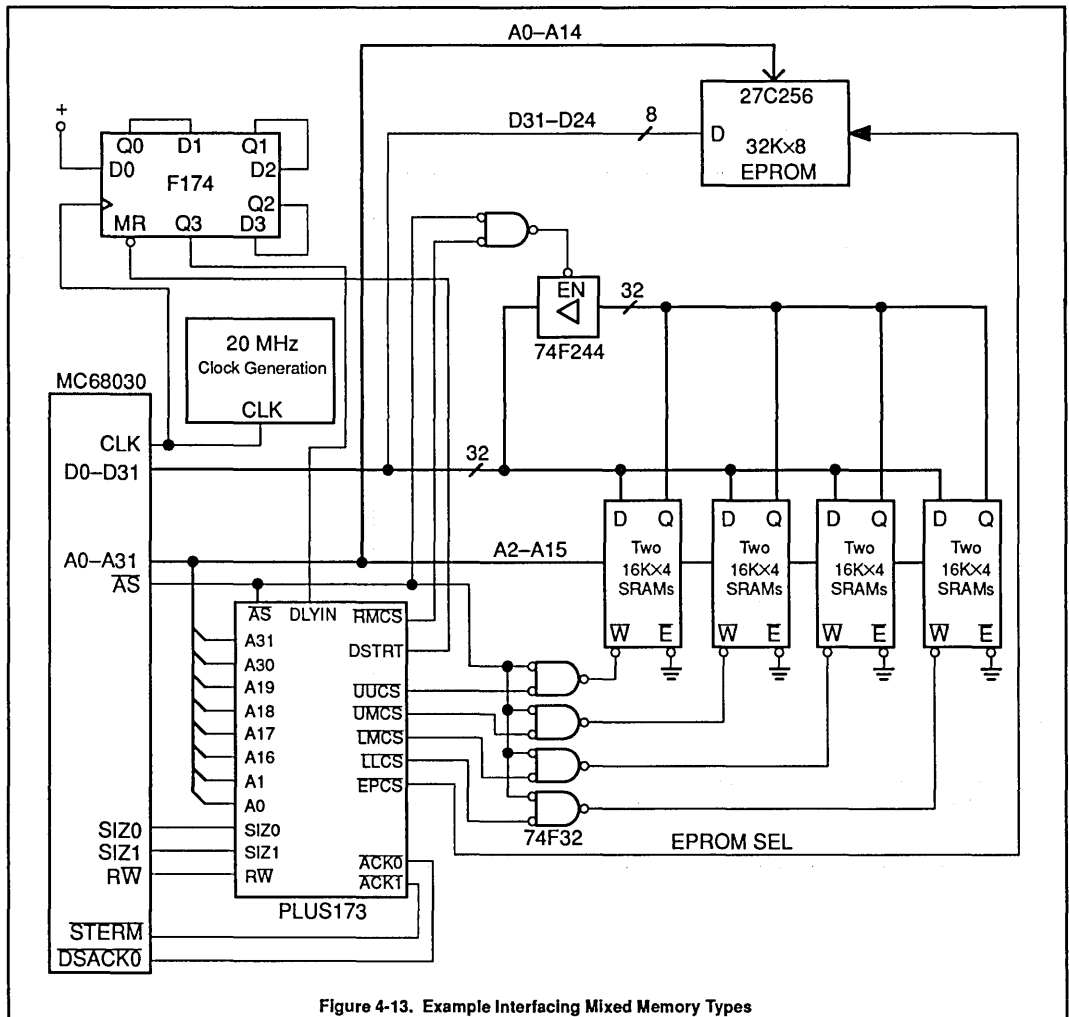 A0–A14
27C256
D
32K×8
EPROM
D31–D24
8
+
Q0
D1
Q1
D0
D2
F174
Q2
MR
Q3
D3
EN
32
74F244
20 MHz
Clock Generation
CLK
MC68030
CLK
D0–D31
32
A0–A31
A2–A15
AS
D Q
Two
16K×4
SRAMs
W E
D Q
Two
16K×4
SRAMs
W E
D Q
Two
16K×4
SRAMs
W E
D Q
Two
16K×4
SRAMs
W E
AS
DLYIN
RMCS
A31
DSTRT
A30
A19
UUCS
A18
UMCS
A17
LMCS
A16
LLCS
A1
EPCS
A0
74F32
EPROM SEL
SIZ0
SIZ0
SIZ1
SIZ1
RW
RW
ACK0
ACK1
PLUS173
STERM
DSACK0
Figure 4-13. Example Interfacing Mixed Memory Types